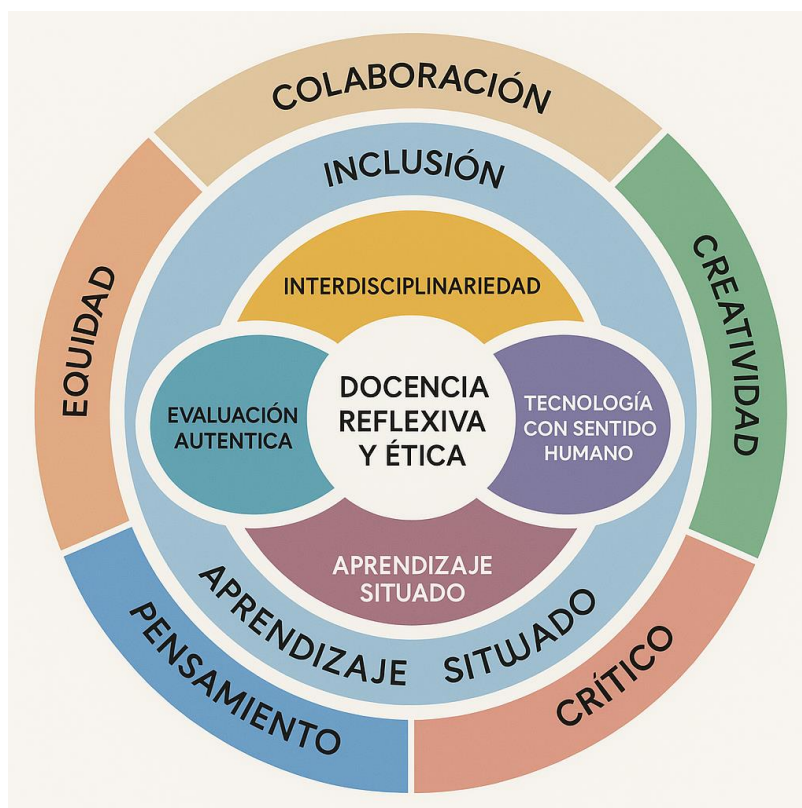 COLABORACIÓN
INCLUSIÓN
INTERDISCIPLINARIEDAD
EQUIDAD
CREATIVIDAD
EVALUACIÓN
AUTENTICA
DOCENCIA
REFLEXIVA
Y ÉTICA
TECNOLOGÍA
CON SENTIDO
HUMANO
APRENDIZAJE
SITUADO
APRENDIZAJE SITUUADO
PENSAMIENTO
CRÍTICO